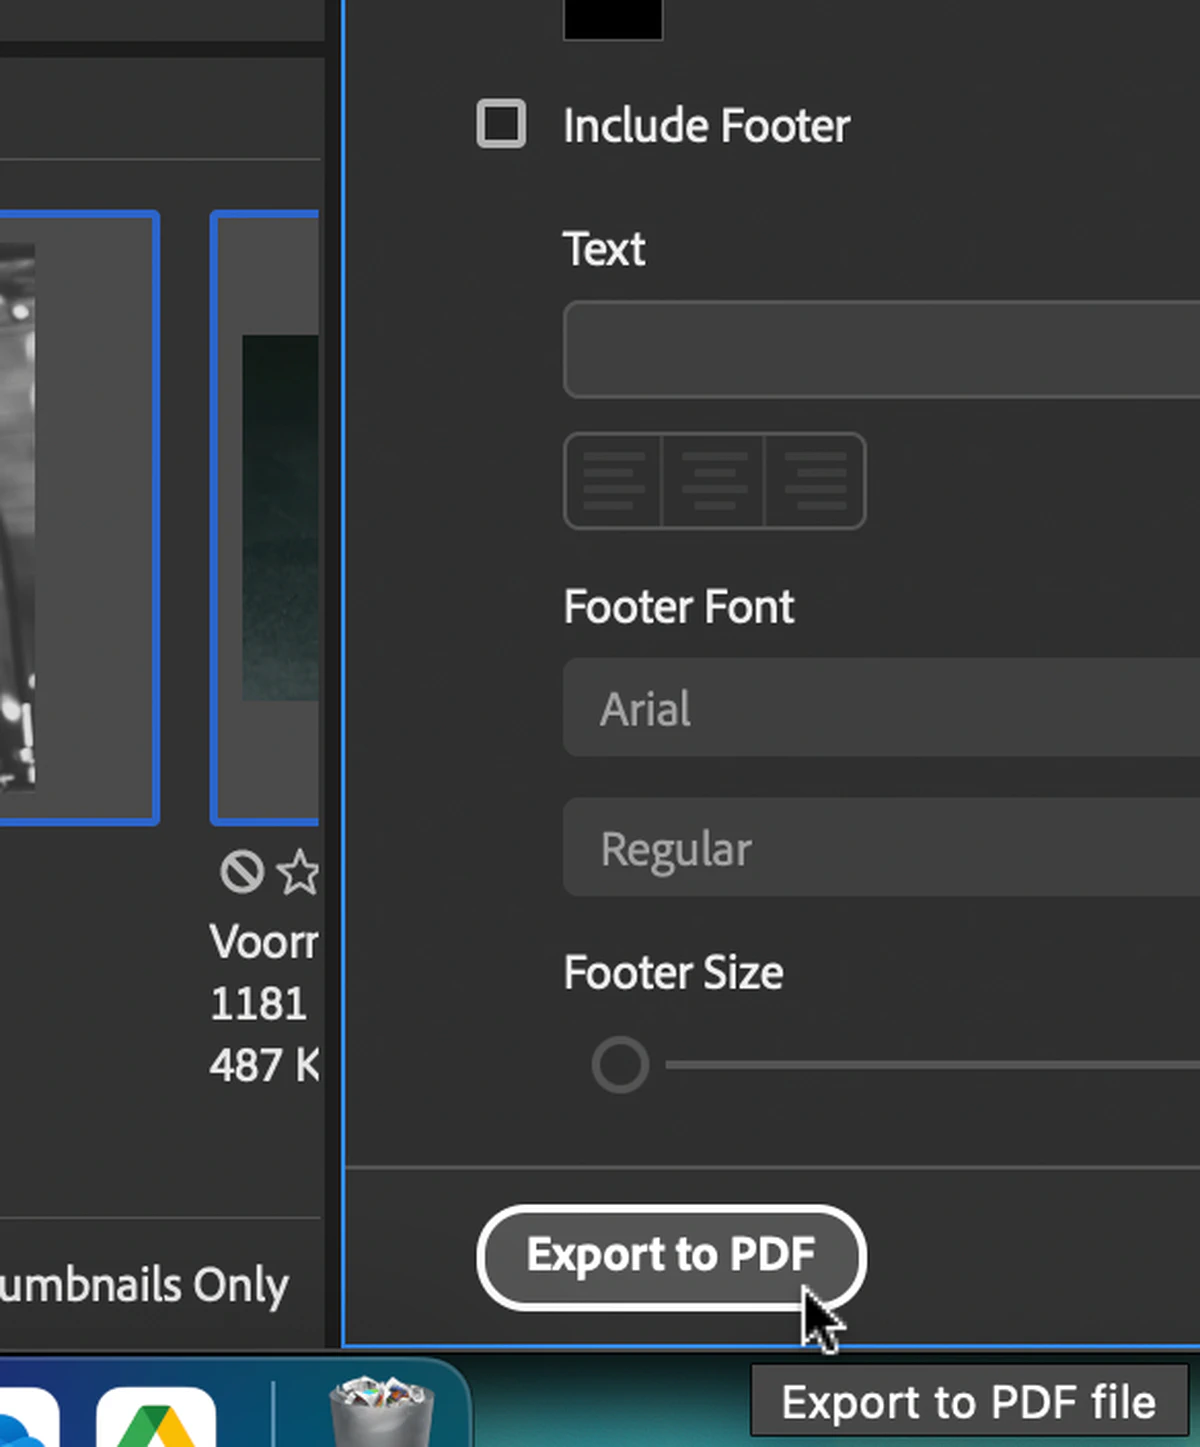 Include Footer
Text
Footer Font
Arial
Regular
Footer Size
1181
487 K
umbnails Only
Export to PDF
Export to PDF file